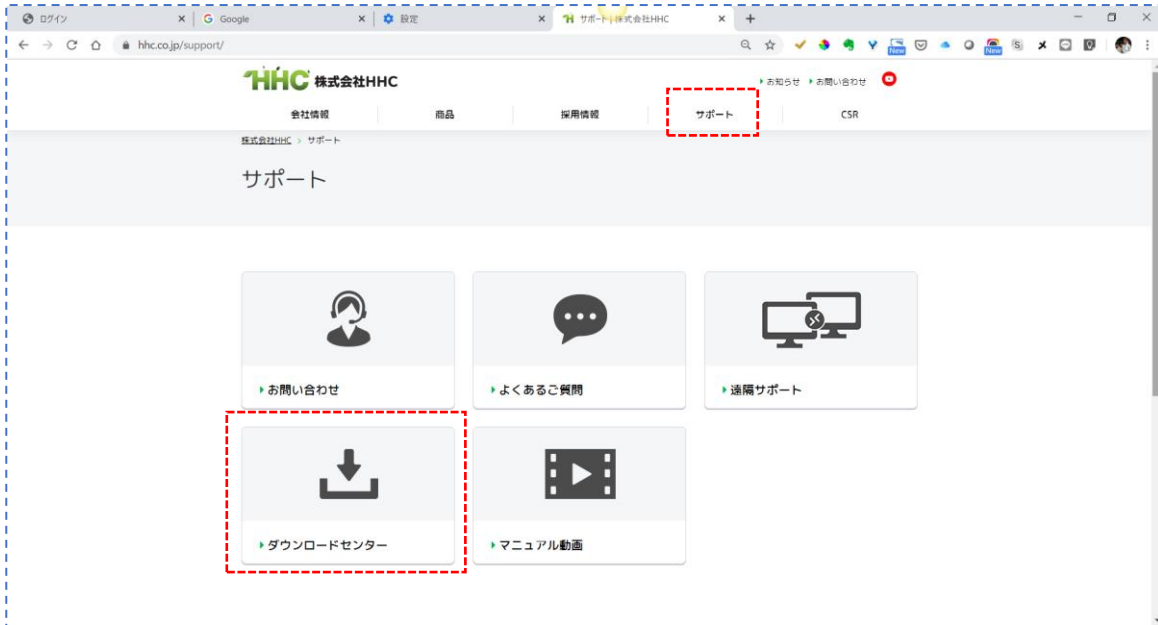 ログイン
Google
設定
サポート | 株式会社HHC
hhc.co.jp/support/
New
New
HHC 株式会社HHC
お知らせ お問い合わせ
会社情報 商品 採用情報 サポート CSR
株式会社HHC > サポート
サポート
お問い合わせ よくあるご質問 遠隔サポート
ダウンロードセンター マニュアル動画